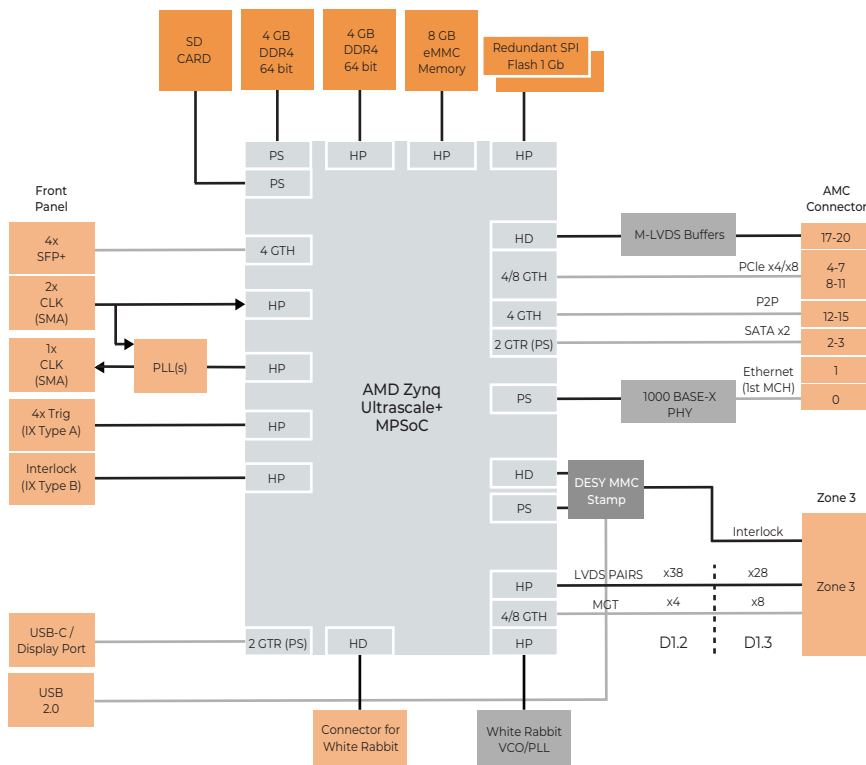 SD
CARD
4 GB
DDR4
64 bit
4 GB
DDR4
64 bit
8 GB
eMMC
Memory
Redundant SPI
Flash 1 Gb
PS
HP
HP
HP
PS
Front
Panel
AMC
Connector
4x
SFP+
4 GTH
HD
M-LVDS Buffers
17-20
2x
CLK
(SMA)
HP
4/8 GTH
PCIe x4/x8
4-7
8-11
4 GTH
P2P
12-15
1x
CLK
(SMA)
PLL(s)
HP
2 GTR (PS)
SATA x2
2-3
AMD Zynq
Ultrascale+
MPSoC
Ethernet
(1st MCH)
1
PS
1000 BASE-X
PHY
0
4x Trig
(IX Type A)
HP
Interlock
(IX Type B)
HP
HD
PS
DESY MMC
Stamp
Zone 3
Interlock
HP
LVDS PAIRS
x38
x28
Zone 3
4/8 GTH
MGT
x4
x8
USB-C /
Display Port
2 GTR (PS)
HD
HP
D1.2
D1.3
USB
2.0
Connector for
White Rabbit
White Rabbit
VCO/PLL